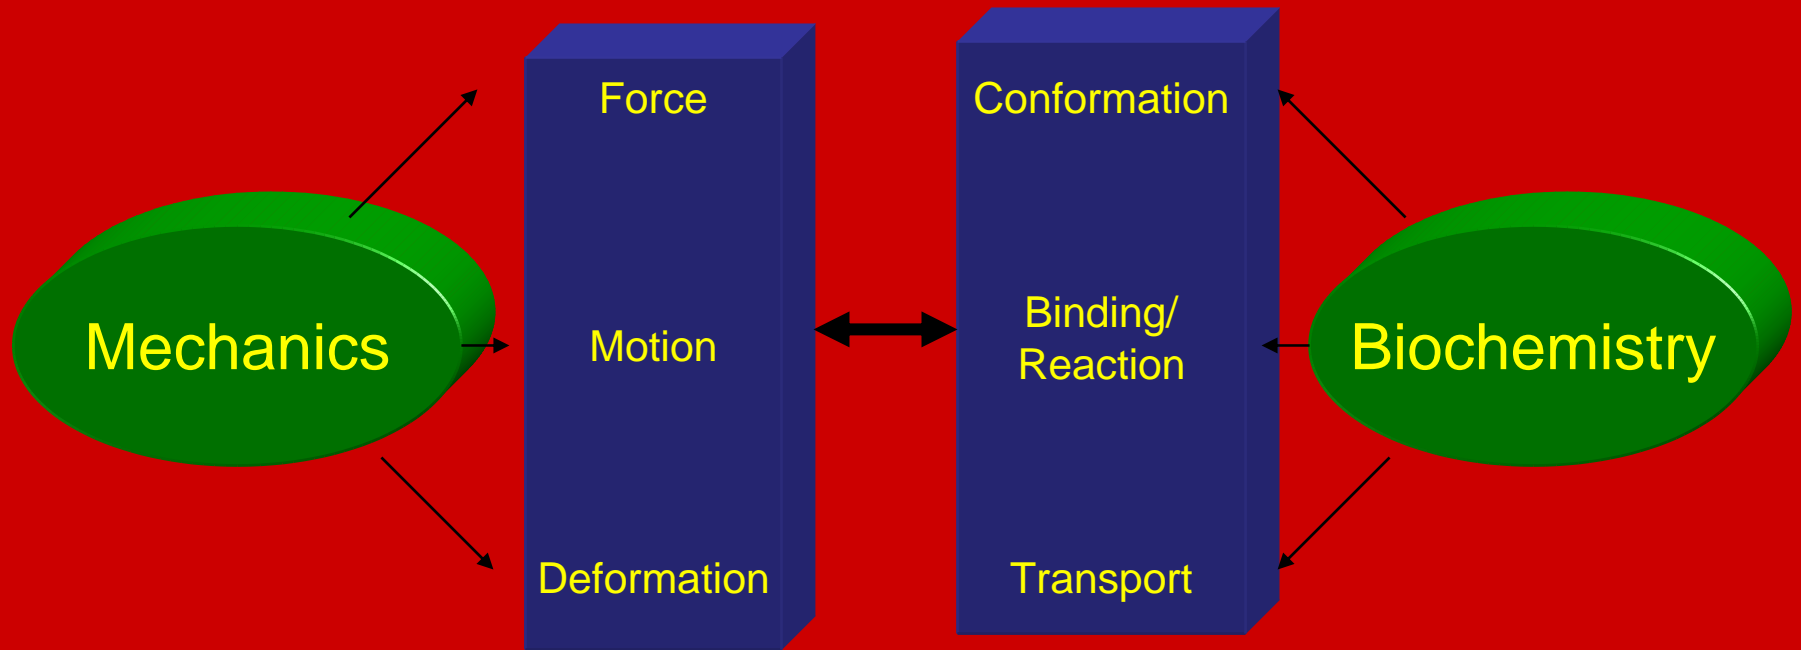 Mechanics
Force
Motion
Deformation
Conformation
Binding/
Reaction
Transport
Biochemistry